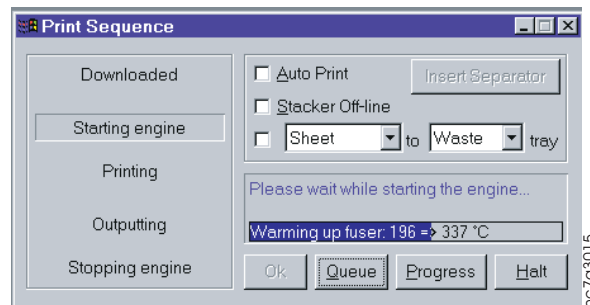 Print Sequence
Downloaded
Starting engine
Printing
Outputting
Stopping engine
Auto Print
Insert Separator
Stacker Off-line
Sheet to Waste tray
Please wait while starting the engine...
Warming up fuser: 196 => 337 °C
Ok Queue Progress Halt